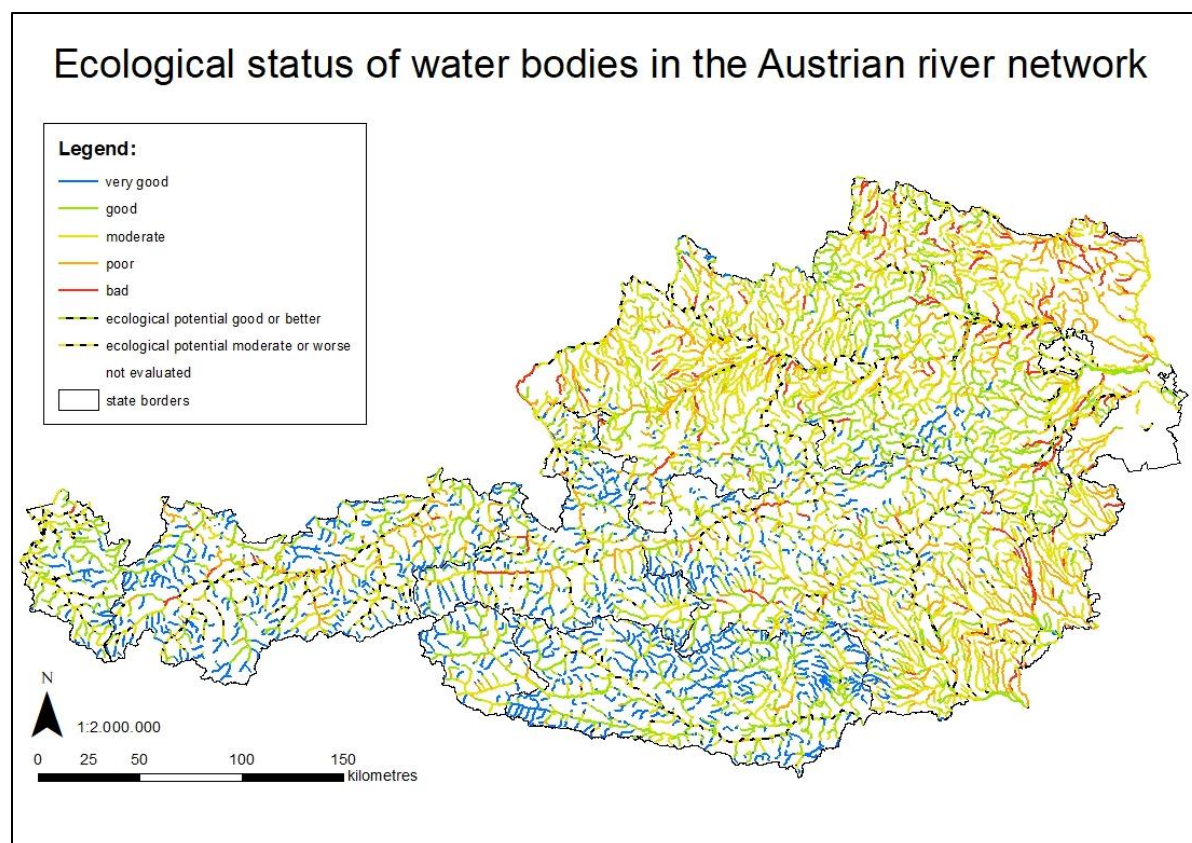 Ecological status of water bodies in the Austrian river network
Legend:
very good
good
moderate
poor
bad
ecological potential good or better
ecological potential moderate or worse
not evaluated
state borders
N
1:2.000.000
0 25 50 100 150
kilometres